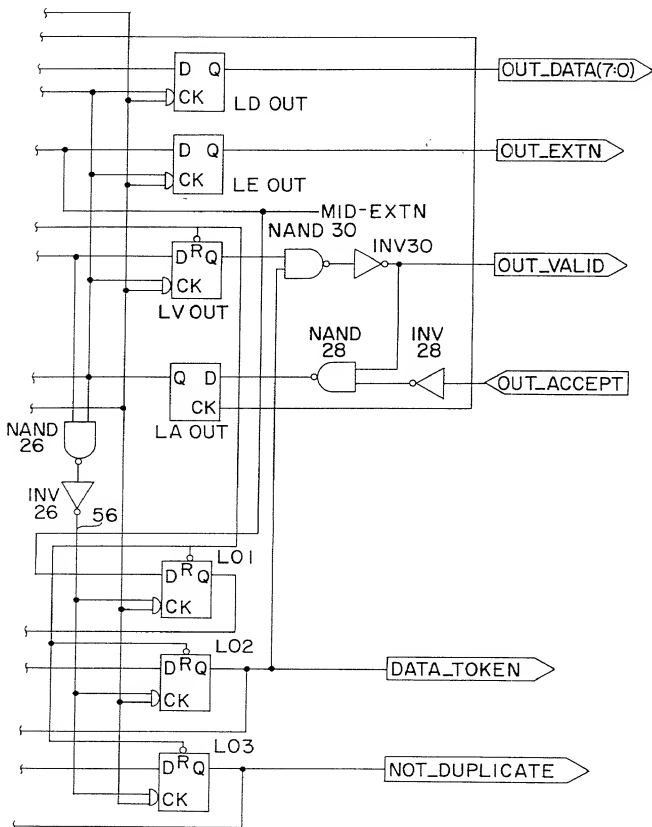 D Q
OUT_DATA(7:0)
CK
LD OUT
D Q
OUT_EXTN
CK
LE OUT
MID-EXTN
NAND 30
R
D Q
INV30
OUT_VALID
CK
LV OUT
NAND
28
INV
28
Q D
OUT_ACCEPT
CK
LA OUT
NAND
26
INV
26
56
LO1
R
D Q
CK
LO2
R
D Q
DATA_TOKEN
CK
LO3
R
D Q
NOT_DUPLICATE
CK